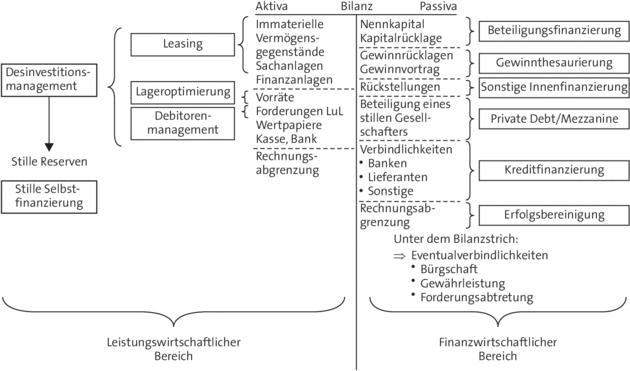 Aktiva Bilanz Passiva
Desinvestitions-
management
Stille Reserven
Stille Selbst-
finanzierung
Leasing
Lageroptimierung
Debitoren-
management
Immaterielle
Vermögens-
gegenstände
Sachanlagen
Finanzanlagen
Vorräte
Forderungen LuL
Wertpapiere
Kasse, Bank
Rechnungs-
abgrenzung
Nennkapital
Kapitalrücklage
Gewinnrücklagen
Gewinnvortrag
Rückstellungen
Beteiligung eines
stillen Gesell-
schafters
Verbindlichkeiten
• Banken
• Lieferanten
• Sonstige
Rechnungsab-
grenzung
Beteiligungsfinanzierung
Gewinnthesaurierung
Sonstige Innenfinanzierung
Private Debt/Mezzanine
Kreditfinanzierung
Erfolgsbereinigung
Unter dem Bilanzstrich:
⇒ Eventualverbindlichkeiten
• Bürgschaft
• Gewährleistung
• Forderungsabtretung
Leistungswirtschaftlicher
Bereich
Finanzwirtschaftlicher
Bereich